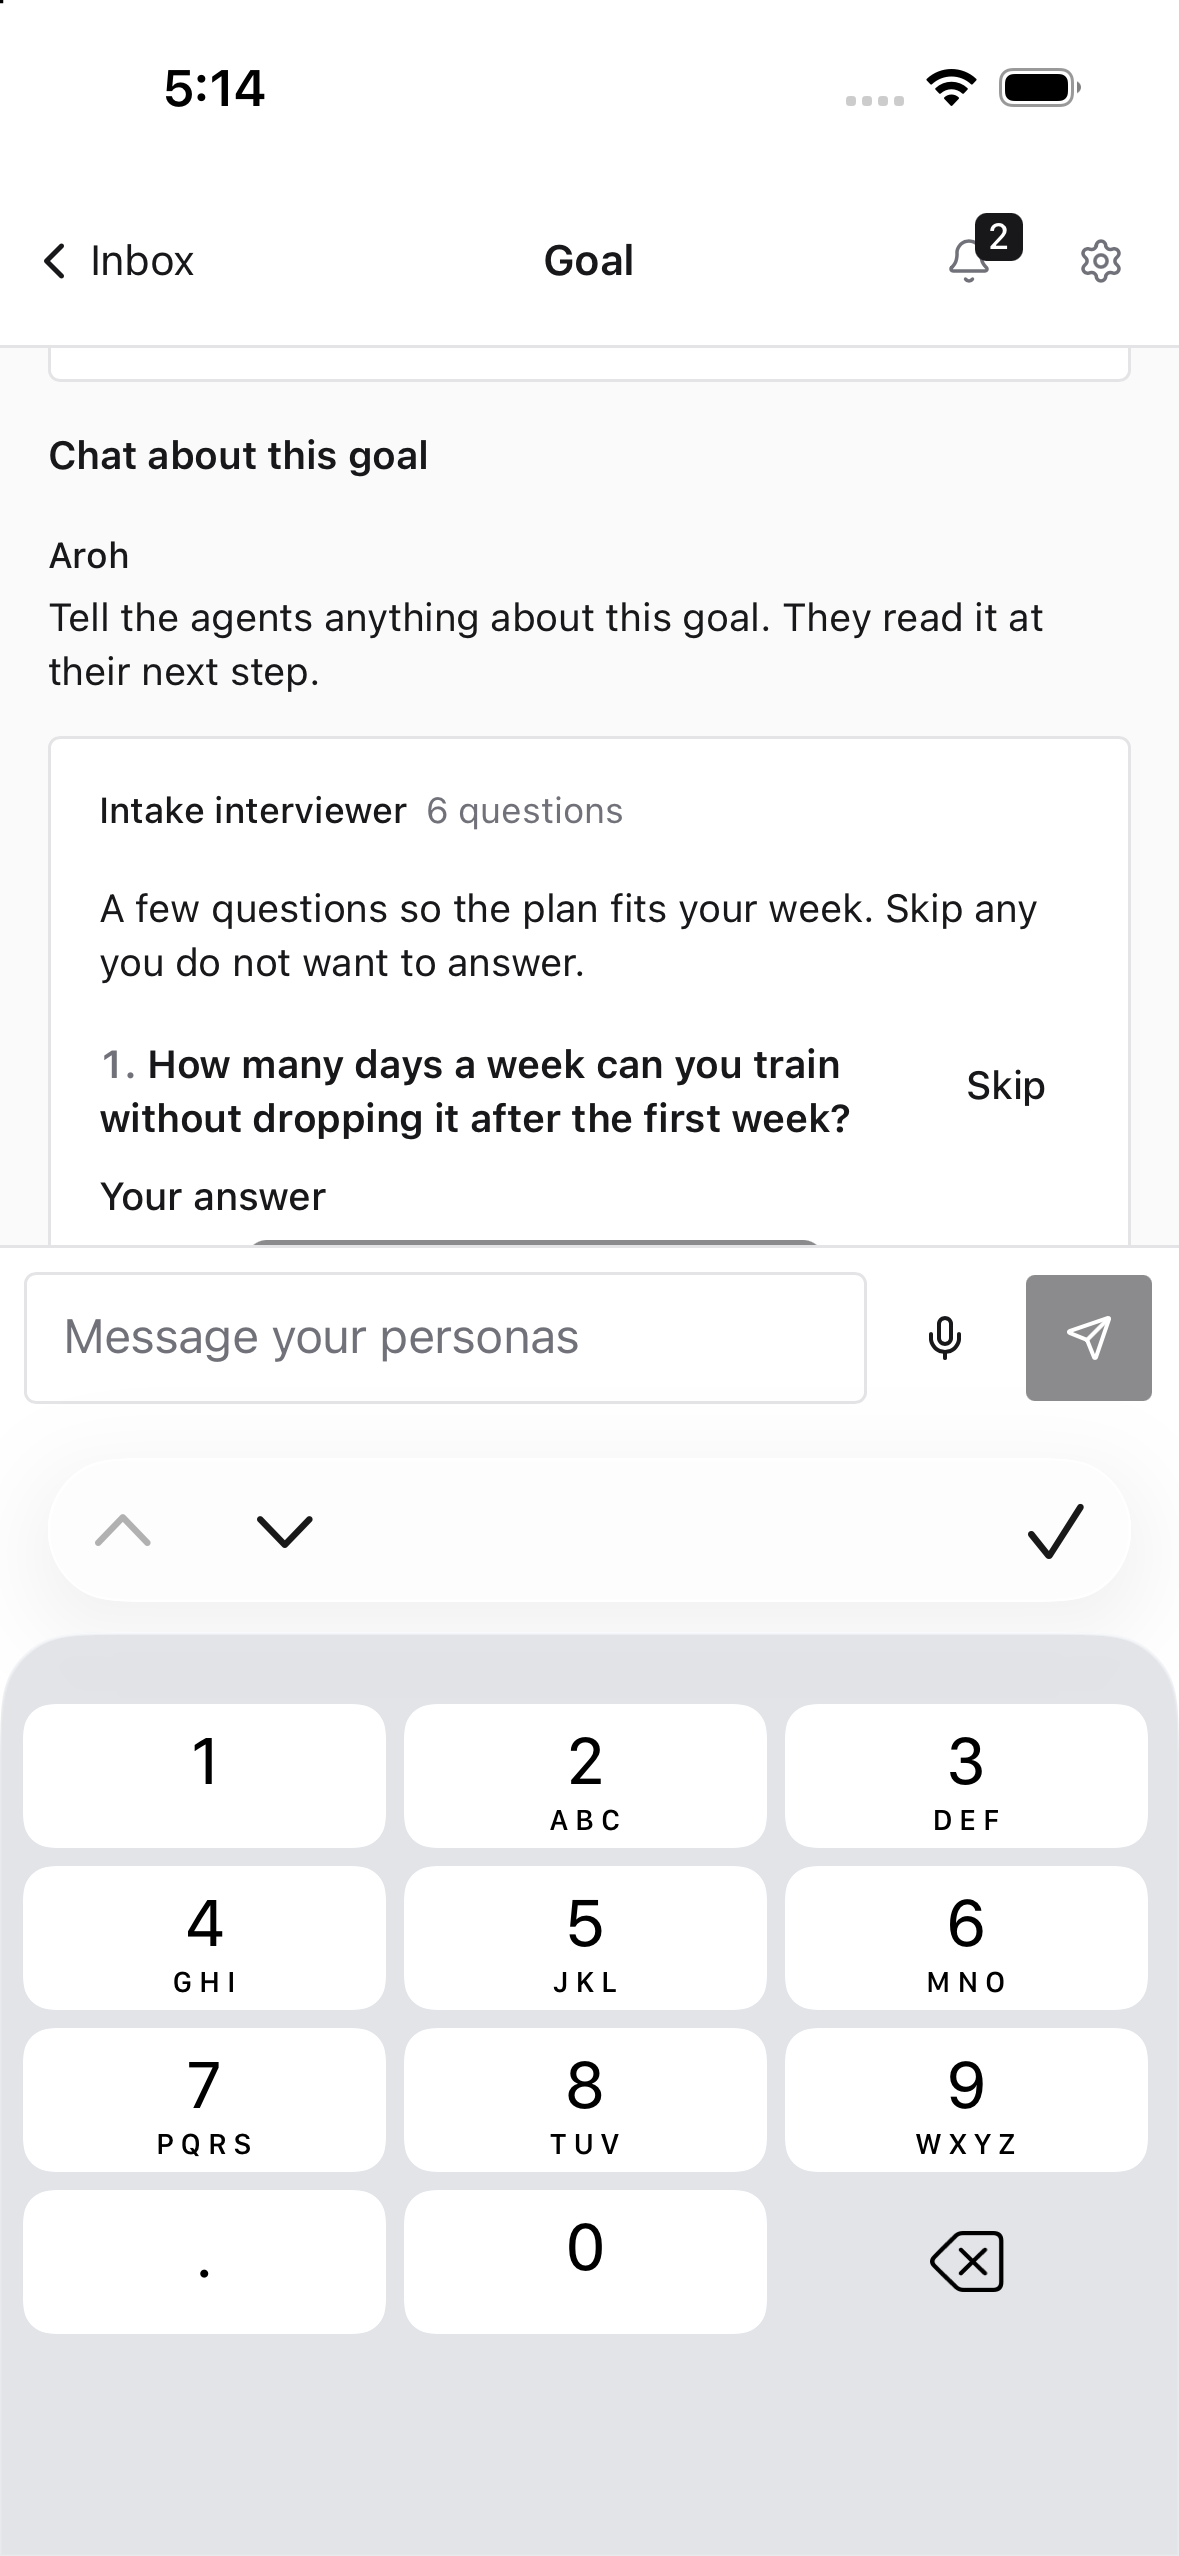 5:14
Inbox
Goal
2
Chat about this goal
Aroh
Tell the agents anything about this goal. They read it at
their next step.
Intake interviewer 6 questions
A few questions so the plan fits your week. Skip any
you do not want to answer.
1. How many days a week can you train
without dropping it after the first week?
Skip
Your answer
Message your personas
1
2
ABC
3
DEF
4
GHI
5
JKL
6
MNO
7
PQRS
8
TUV
9
WXYZ
.
0